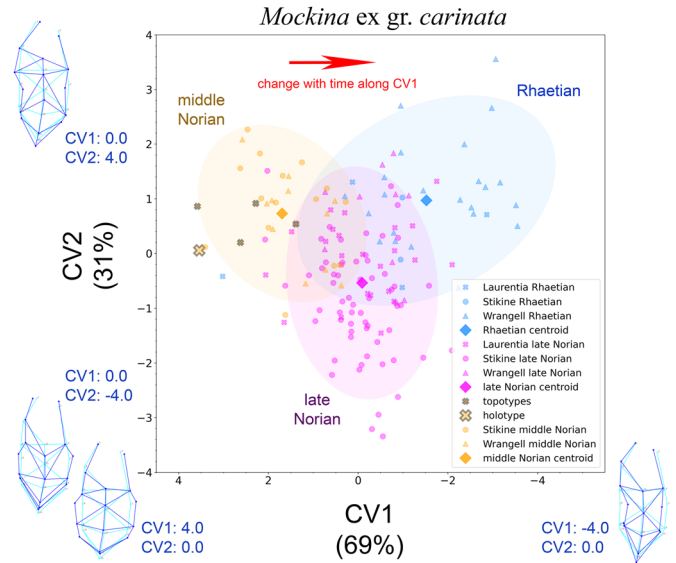 Mockina ex gr. carinata
4
3
2
1
0
−1
−2
−3
−4
4
2
0
−2
−4
change with time along CV1
middle
Norian
Rhaetian
late
Norian
CV1: 0.0
CV2: 4.0
CV2
(31%)
CV1: 0.0
CV2: -4.0
CV1: 4.0
CV2: 0.0
CV1
(69%)
CV1: -4.0
CV2: 0.0
Laurentia Rhaetian
Stikine Rhaetian
Wrangell Rhaetian
Rhaetian centroid
Laurentia late Norian
Stikine late Norian
Wrangell late Norian
late Norian centroid
topotypes
holotype
Stikine middle Norian
Wrangell middle Norian
middle Norian centroid